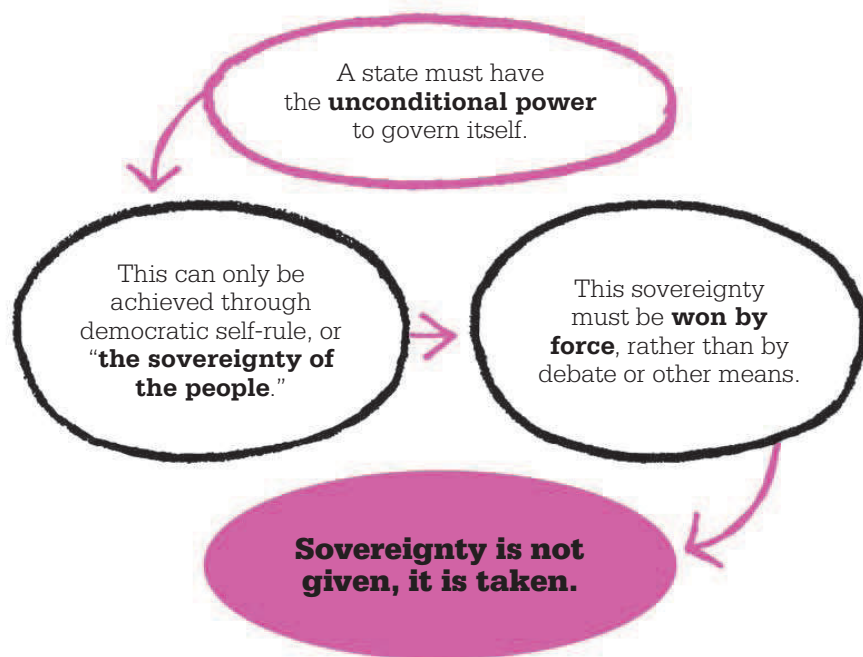 A state must have
the unconditional power
to govern itself.
This can only be
achieved through
democratic self-rule, or
“the sovereignty of
the people.”
This sovereignty
must be won by
force, rather than by
debate or other means.
Sovereignty is not
given, it is taken.